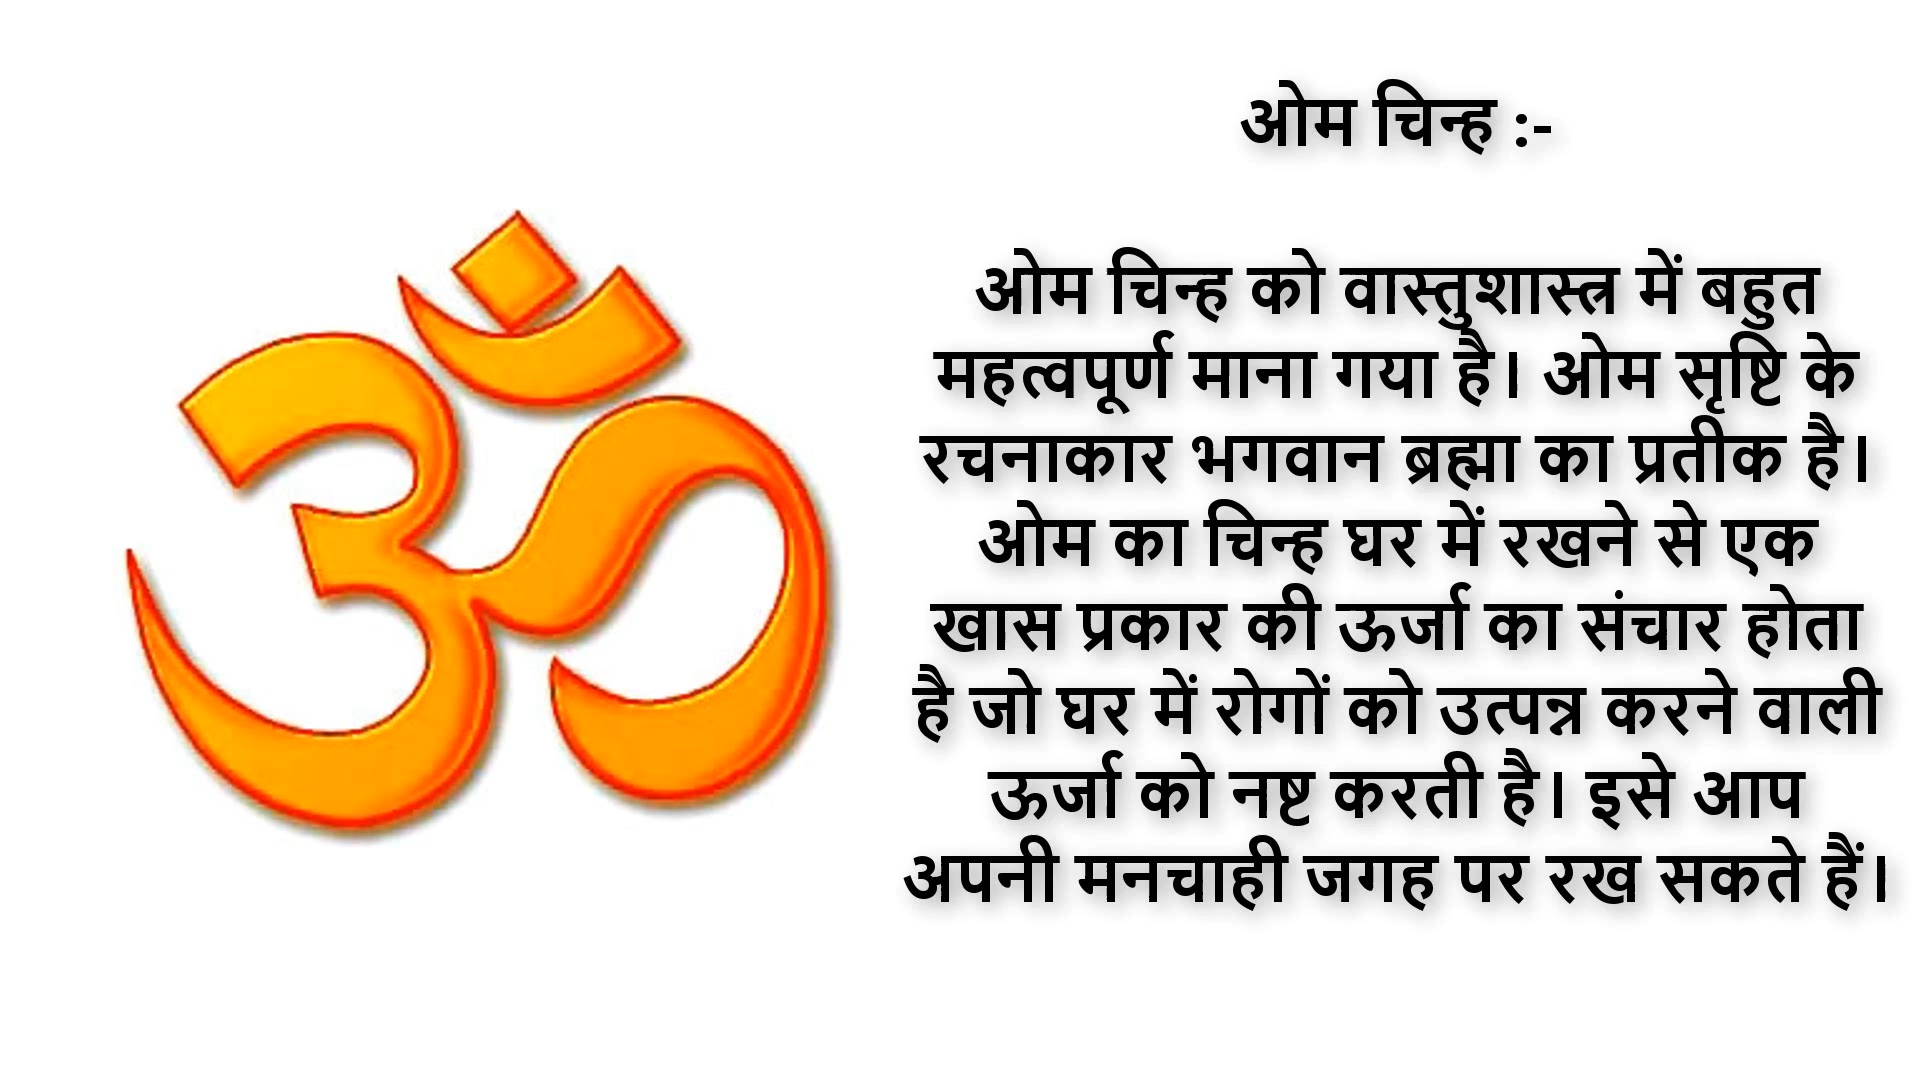 ॐ
ओम चिन्ह :-
ओम चिन्ह को वास्तुशास्त्र में बहुत
महत्वपूर्ण माना गया है। ओम सृष्टि के
रचनाकार भगवान ब्रह्मा का प्रतीक है।
ओम का चिन्ह घर में रखने से एक
खास प्रकार की ऊर्जा का संचार होता
है जो घर में रोगों को उत्पन्न करने वाली
ऊर्जा को नष्ट करती है। इसे आप
अपनी मनचाही जगह पर रख सकते हैं।